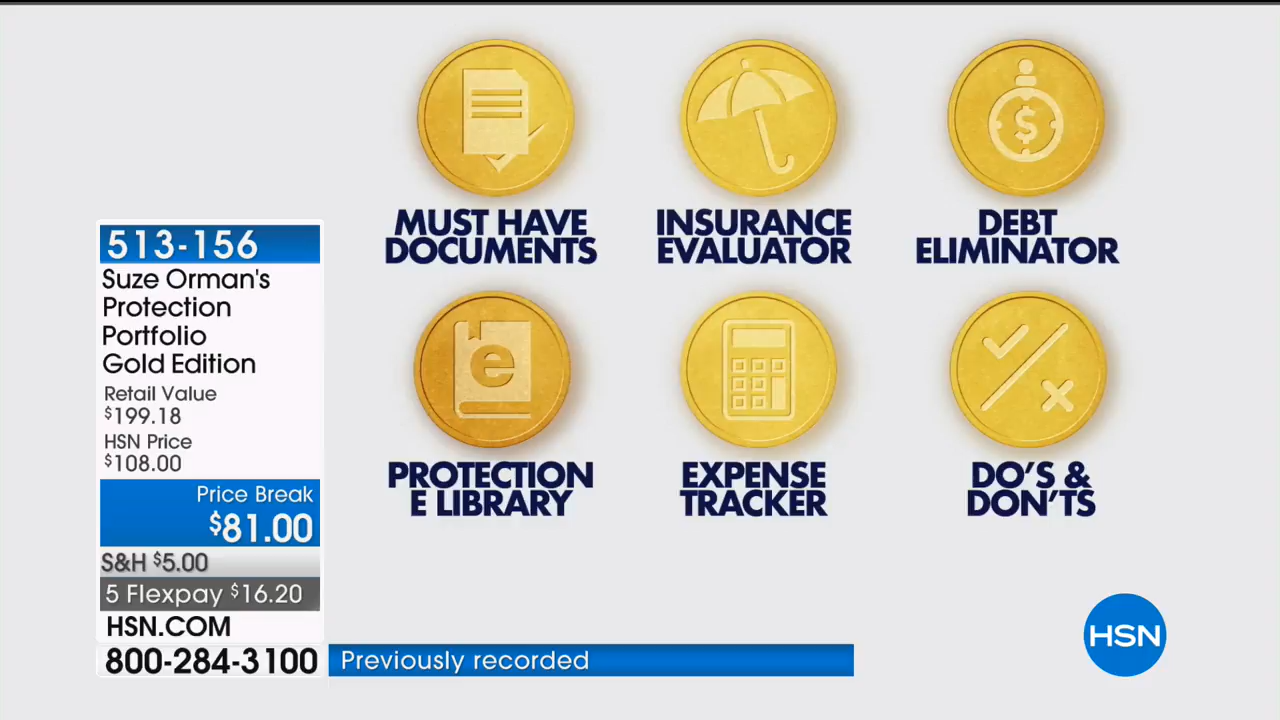 MUST HAVE
DOCUMENTS
INSURANCE
EVALUATOR
$
DEBT
ELIMINATOR
e
PROTECTION
E LIBRARY
EXPENSE
TRACKER
DO'S &
DON'TS
513-156
Suze Orman's
Protection
Portfolio
Gold Edition
Retail Value
$199.18
HSN Price
$108.00
Price Break
$81.00
S&H $5.00
5 Flexpay $16.20
HSN.COM
800-284-3100
Previously recorded
HSN